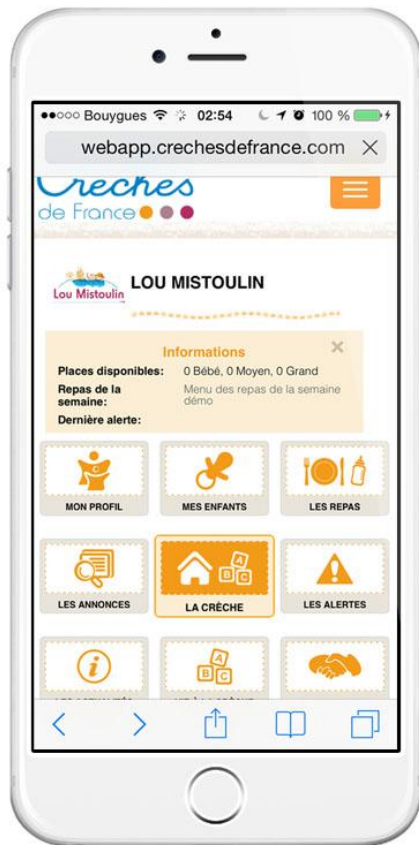 Bouygues 02:54 100 %
webapp.crechesdefrance.com
Creches
de France
Lou Mistoulin
LOU MISTOULIN
Informations
Places disponibles: 0 Bébé, 0 Moyen, 0 Grand
Repas de la semaine: Menu des repas de la semaine démo
Dernière alerte:
MON PROFIL MES ENFANTS LES REPAS
LES ANNONCES LA CRÈCHE LES ALERTES
A B C